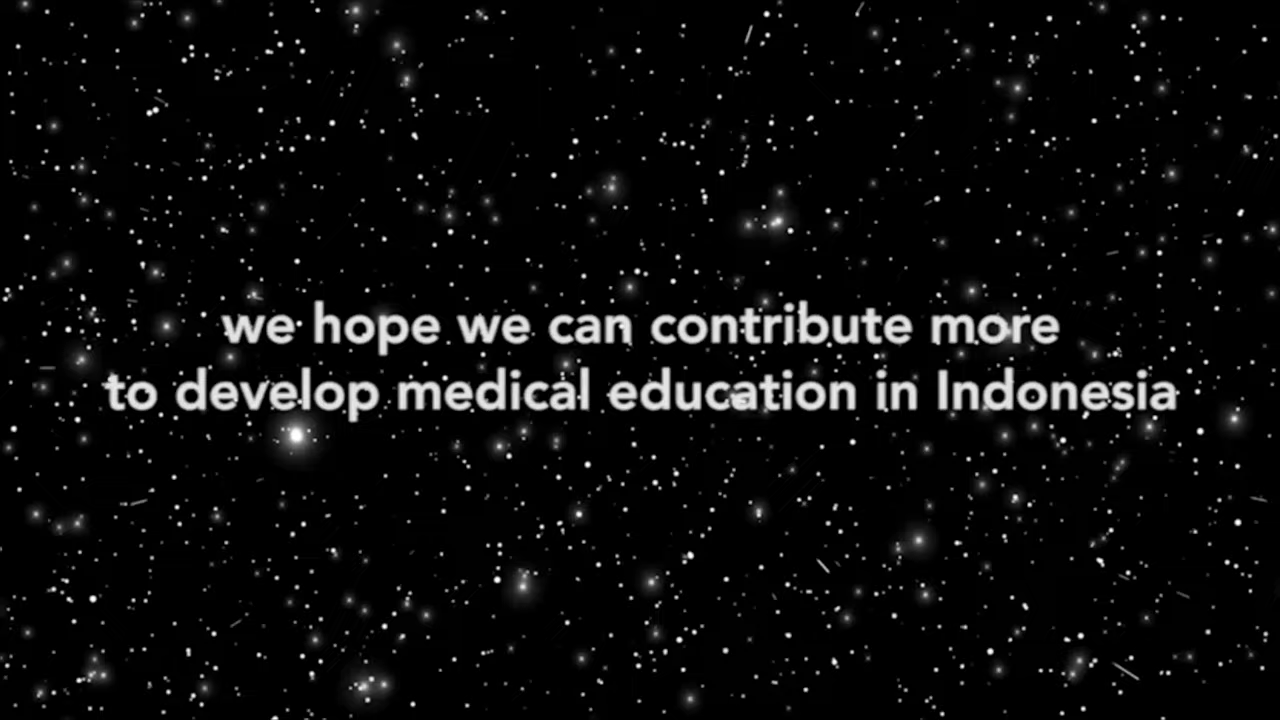 we hope we can contribute more
to develop medical education in Indonesia